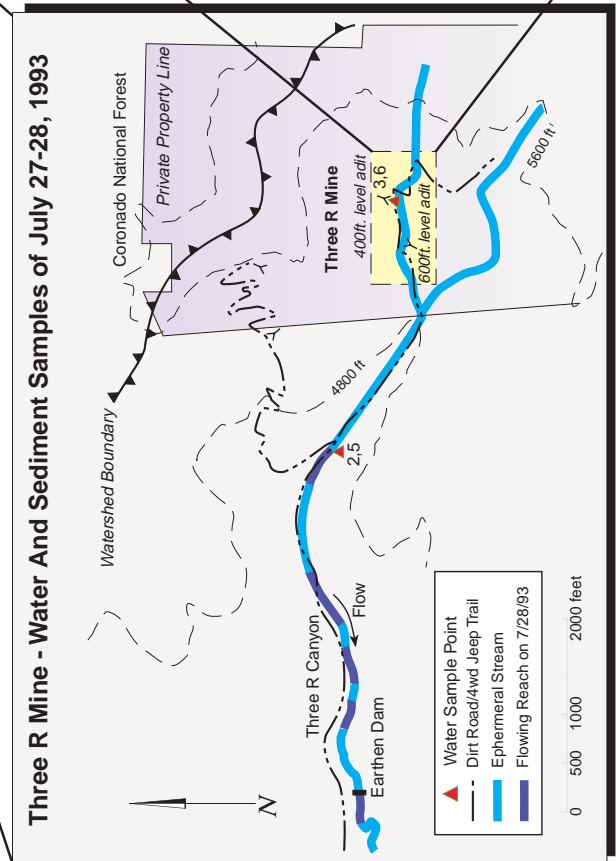 Three R Mine - Water And Sediment Samples of July 27-28, 1993
Coronado National Forest
Private Property Line
Watershed Boundary
Three R Mine
400ft. level adit
3,6
600ft. level adit
5600 ft
4800 ft
2,5
Three R Canyon
Flow
Earthen Dam
N
Water Sample Point
Dirt Road/4wd Jeep Trail
Ephemeral Stream
Flowing Reach on 7/28/93
0 500 1000 2000 feet